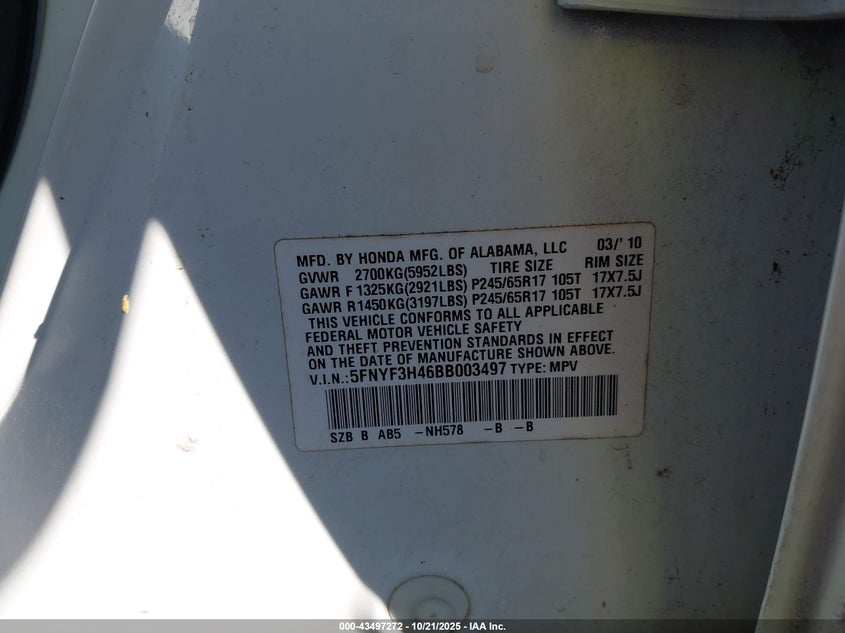 MFD. BY HONDA MFG. OF ALABAMA, LLC 03/'10
GVWR 2700KG(5952LBS) TIRE SIZE RIM SIZE
GAWR F 1325KG(2921LBS) P245/65R17 105T 17X7.5J
GAWR R1450KG(3197LBS) P245/65R17 105T 17X7.5J
THIS VEHICLE CONFORMS TO ALL APPLICABLE
FEDERAL MOTOR VEHICLE SAFETY
AND THEFT PREVENTION STANDARDS IN EFFECT
ON THE DATE OF MANUFACTURE SHOWN ABOVE.
V.I.N.:5FNYF3H46BB003497 TYPE: MPV
SZB B AB5 -NH578 -B -B
000-43497272 - 10/21/2025 - IAA Inc.